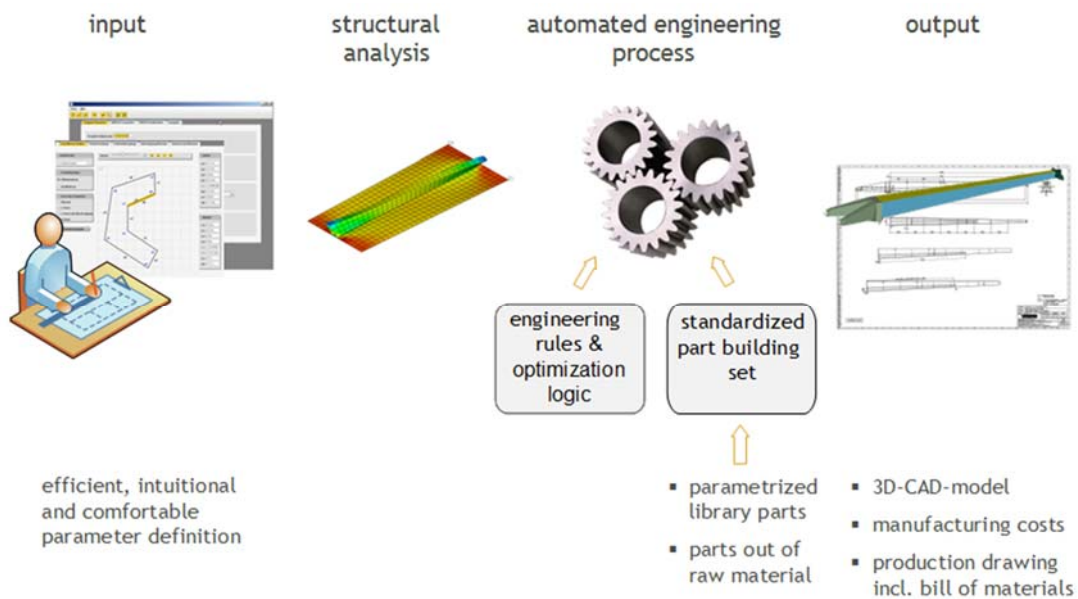 input
structural
analysis
automated engineering
process
output
engineering
rules &
optimization
logic
standardized
part building
set
efficient, intuitional
and comfortable
parameter definition
▪ parametrized
library parts
▪ parts out of
raw material
▪ 3D-CAD-model
▪ manufacturing costs
▪ production drawing
incl. bill of materials